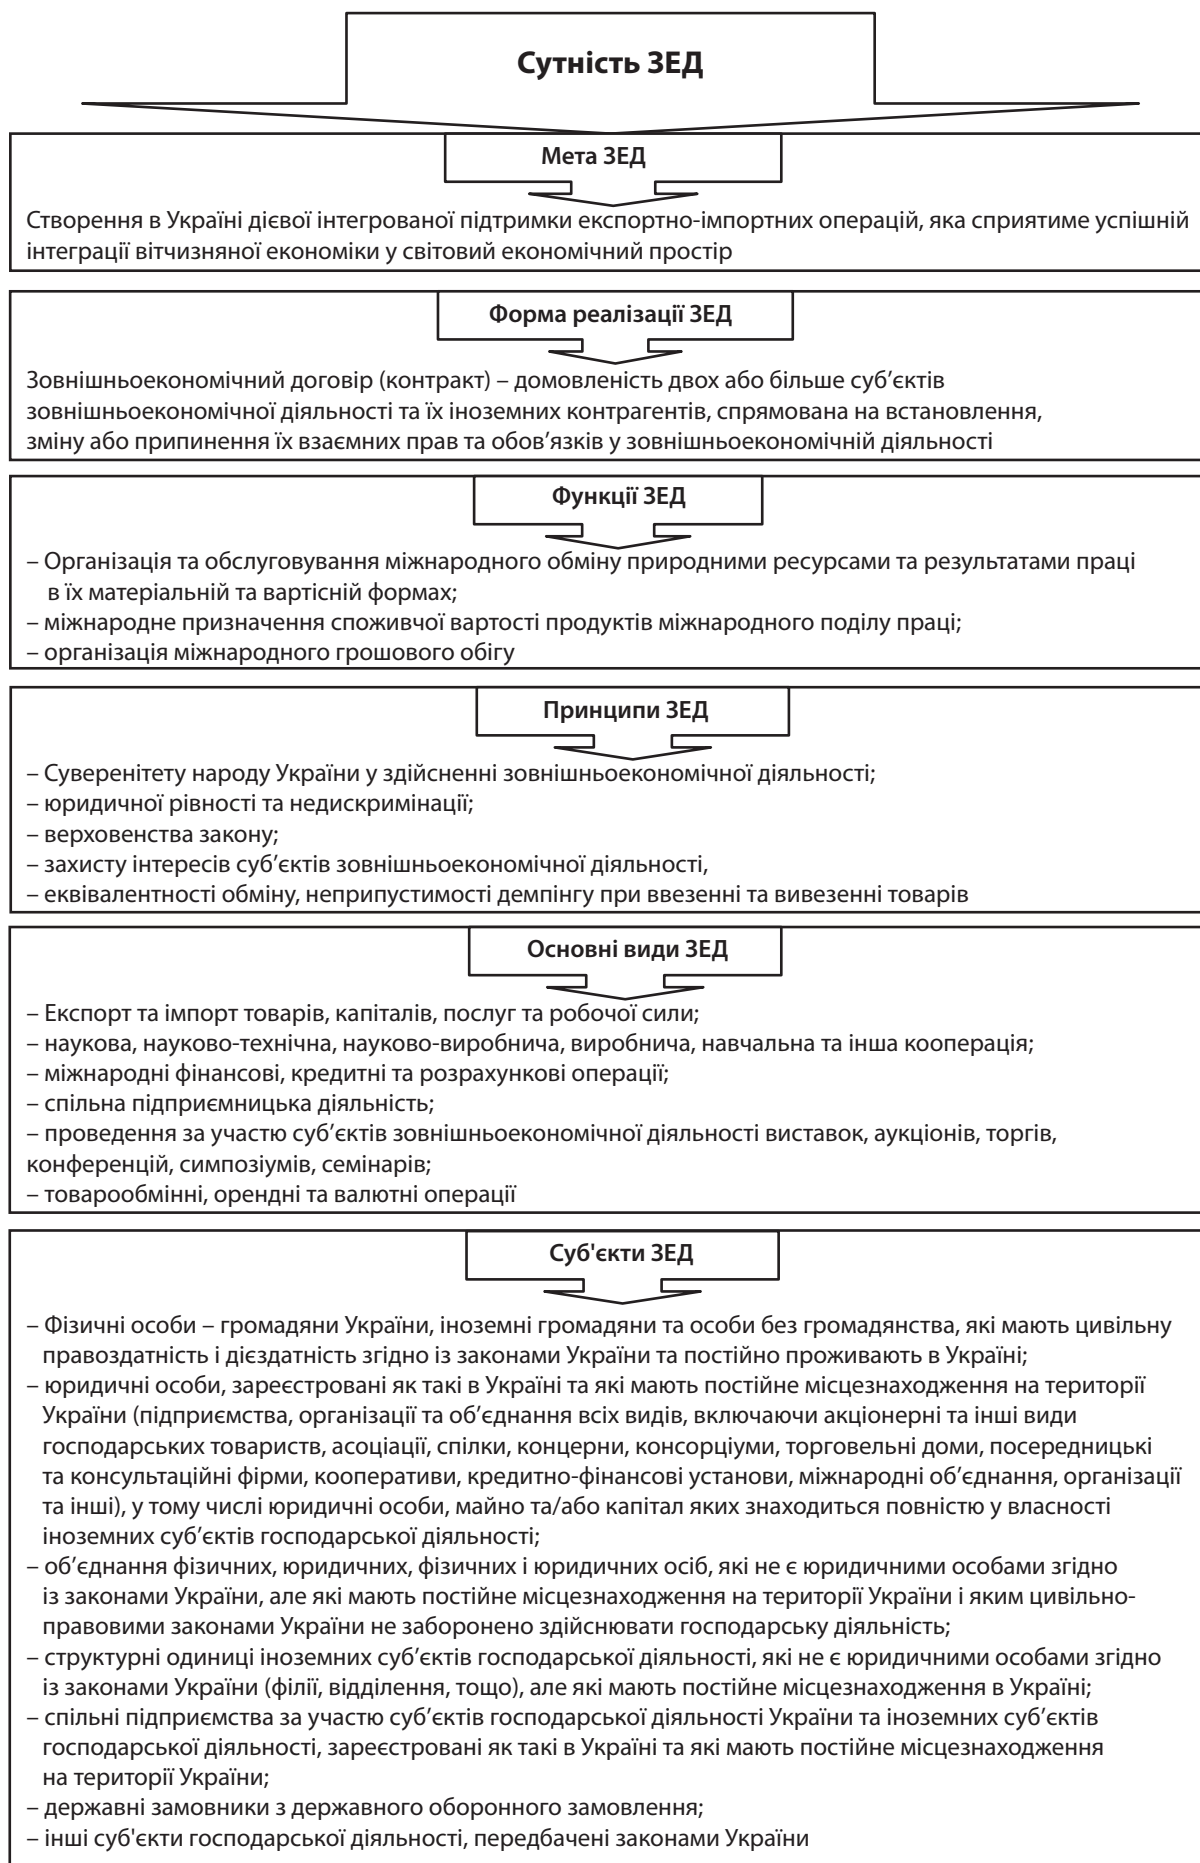 Сутність ЗЕД
Мета ЗЕД
Створення в Україні дієвої інтегрованої підтримки експортно-імпортних операцій, яка сприятиме успішній
інтеграції вітчизняної економіки у світовий економічний простір
Форма реалізації ЗЕД
Зовнішньоекономічний договір (контракт) – домовленість двох або більше суб’єктів
зовнішньоекономічної діяльності та їх іноземних контрагентів, спрямована на встановлення,
зміну або припинення їх взаємних прав та обов’язків у зовнішньоекономічній діяльності
Функції ЗЕД
– Організація та обслуговування міжнародного обміну природними ресурсами та результатами праці
в їх матеріальній та вартісній формах;
– міжнародне призначення споживчої вартості продуктів міжнародного поділу праці;
– організація міжнародного грошового обігу
Принципи ЗЕД
– Суверенітету народу України у здійсненні зовнішньоекономічної діяльності;
– юридичної рівності та недискримінації;
– верховенства закону;
– захисту інтересів суб’єктів зовнішньоекономічної діяльності,
– еквівалентності обміну, неприпустимості демпінгу при ввезенні та вивезенні товарів
Основні види ЗЕД
– Експорт та імпорт товарів, капіталів, послуг та робочої сили;
– наукова, науково-технічна, науково-виробнича, виробнича, навчальна та інша кооперація;
– міжнародні фінансові, кредитні та розрахункові операції;
– спільна підприємницька діяльність;
– проведення за участю суб’єктів зовнішньоекономічної діяльності виставок, аукціонів, торгів,
конференцій, симпозіумів, семінарів;
– товарообмінні, орендні та валютні операції
Суб'єкти ЗЕД
– Фізичні особи – громадяни України, іноземні громадяни та особи без громадянства, які мають цивільну
правоздатність і дієздатність згідно із законами України та постійно проживають в Україні;
– юридичні особи, зареєстровані як такі в Україні та які мають постійне місцезнаходження на території
України (підприємства, організації та об’єднання всіх видів, включаючи акціонерні та інші види
господарських товариств, асоціації, спілки, концерни, консорціуми, торговельні доми, посередницькі
та консультаційні фірми, кооперативи, кредитно-фінансові установи, міжнародні об’єднання, організації
та інші), у тому числі юридичні особи, майно та/або капітал яких знаходиться повністю у власності
іноземних суб’єктів господарської діяльності;
– об’єднання фізичних, юридичних, фізичних і юридичних осіб, які не є юридичними особами згідно
із законами України, але які мають постійне місцезнаходження на території України і яким цивільно-
правовими законами України не заборонено здійснювати господарську діяльність;
– структурні одиниці іноземних суб’єктів господарської діяльності, які не є юридичними особами згідно
із законами України (філії, відділення, тощо), але які мають постійне місцезнаходження в Україні;
– спільні підприємства за участю суб’єктів господарської діяльності України та іноземних суб’єктів
господарської діяльності, зареєстровані як такі в Україні та які мають постійне місцезнаходження
на території України;
– державні замовники з державного оборонного замовлення;
– інші суб'єкти господарської діяльності, передбачені законами України